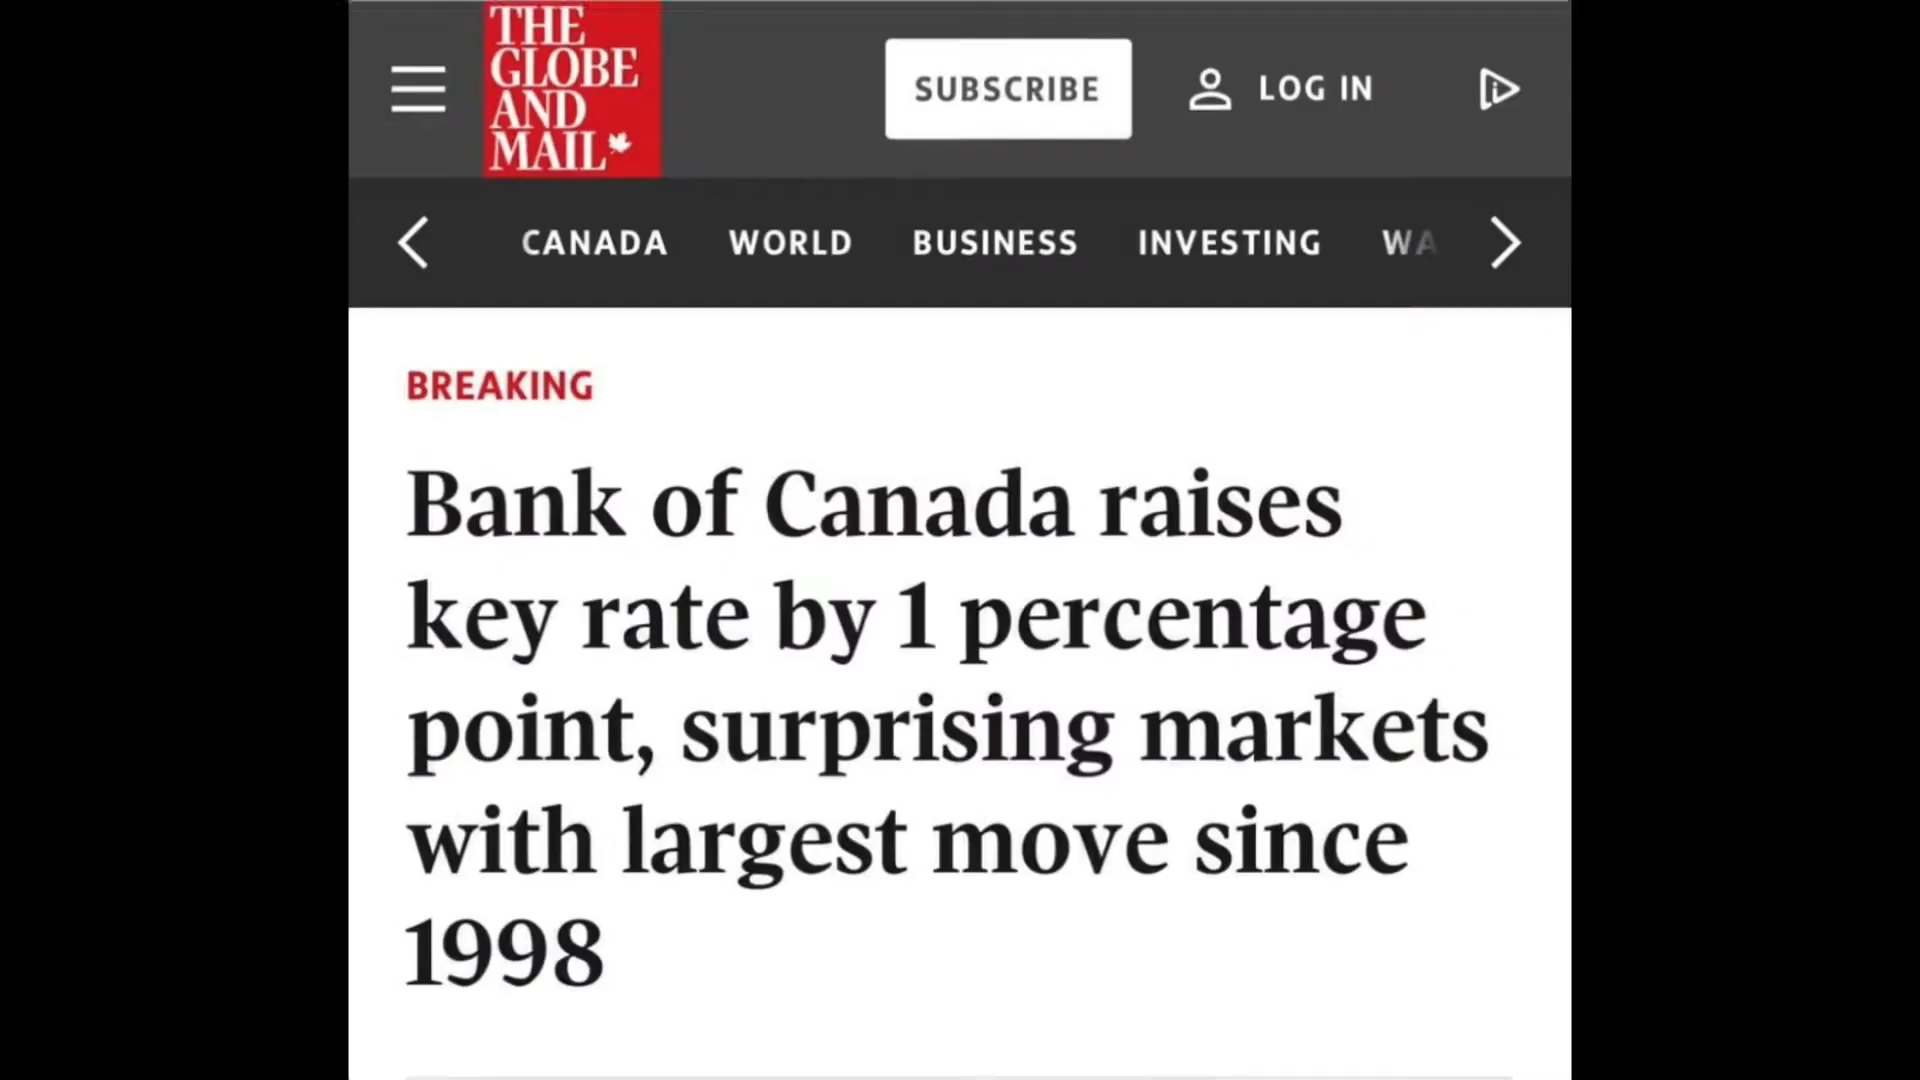 THE
GLOBE
AND
MAIL
SUBSCRIBE
LOG IN
CANADA WORLD BUSINESS INVESTING WA
BREAKING
Bank of Canada raises
key rate by 1 percentage
point, surprising markets
with largest move since
1998